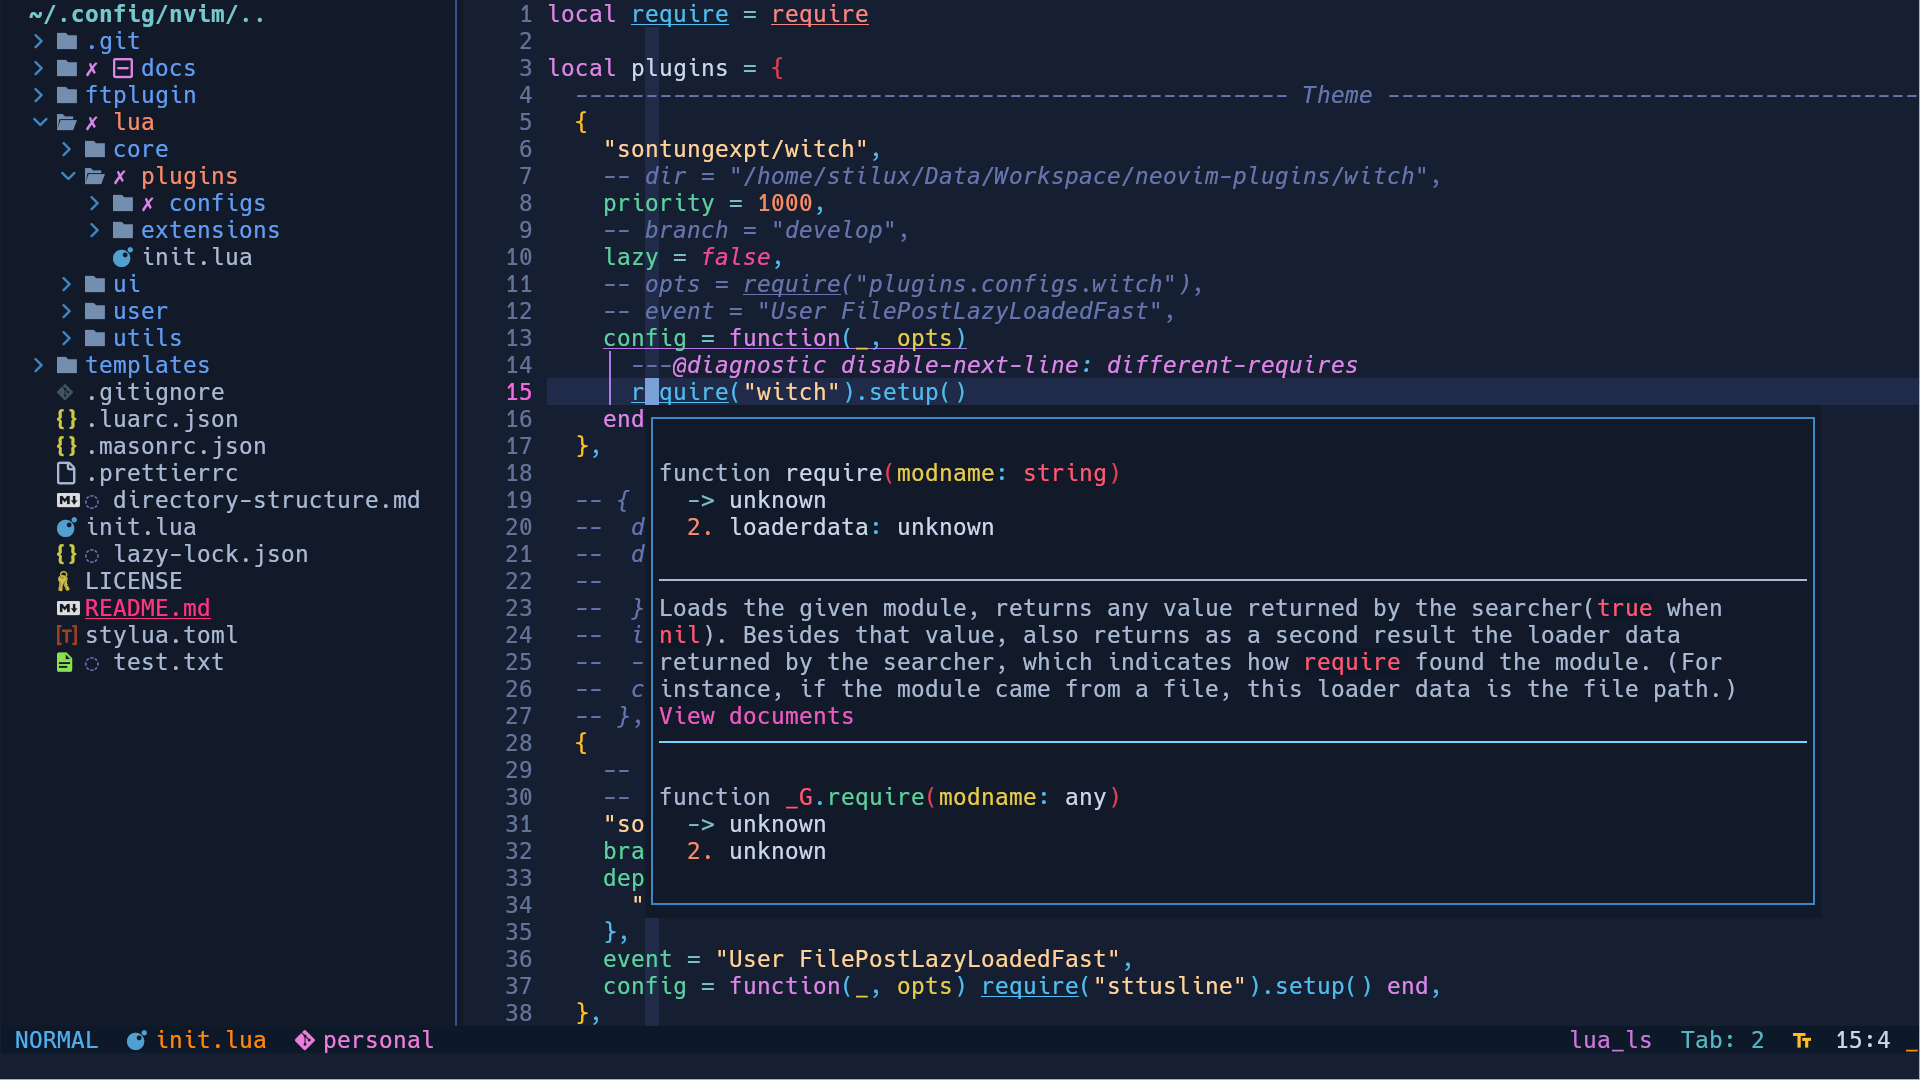 ~/.config/nvim/..
.git
docs
ftplugin
lua
core
plugins
configs
extensions
init.lua
ui
user
utils
templates
.gitignore
.luarc.json
.masonrc.json
.prettierrc
directory-structure.md
init.lua
lazy-lock.json
LICENSE
README.md
stylua.toml
test.txt
1 local require = require
2
3 local plugins = {
4 --------------------------------------------------- Theme --------------------------------------
5 {
6 "sontungexpt/witch",
7 -- dir = "/home/stilux/Data/Workspace/neovim-plugins/witch",
8 priority = 1000,
9 -- branch = "develop",
10 lazy = false,
11 -- opts = require("plugins.configs.witch"),
12 -- event = "User FilePostLazyLoadedFast",
13 config = function(_, opts)
14 ---@diagnostic disable-next-line: different-requires
15 require("witch").setup()
16 end
17 },
18
19 -- {
20 -- d
21 -- d
22 --
23 -- }
24 -- i
25 -- -
26 -- c
27 -- },
28 {
29 --
30 --
31 "so
32 bra
33 dep
34 "
35 },
36 event = "User FilePostLazyLoadedFast",
37 config = function(_, opts) require("sttusline").setup() end,
38 },
function require(modname: string)
-> unknown
2. loaderdata: unknown
Loads the given module, returns any value returned by the searcher(true when
nil). Besides that value, also returns as a second result the loader data
returned by the searcher, which indicates how require found the module. (For
instance, if the module came from a file, this loader data is the file path.)
View documents
function _G.require(modname: any)
-> unknown
2. unknown
NORMAL init.lua personal lua_ls Tab: 2 15:4 _